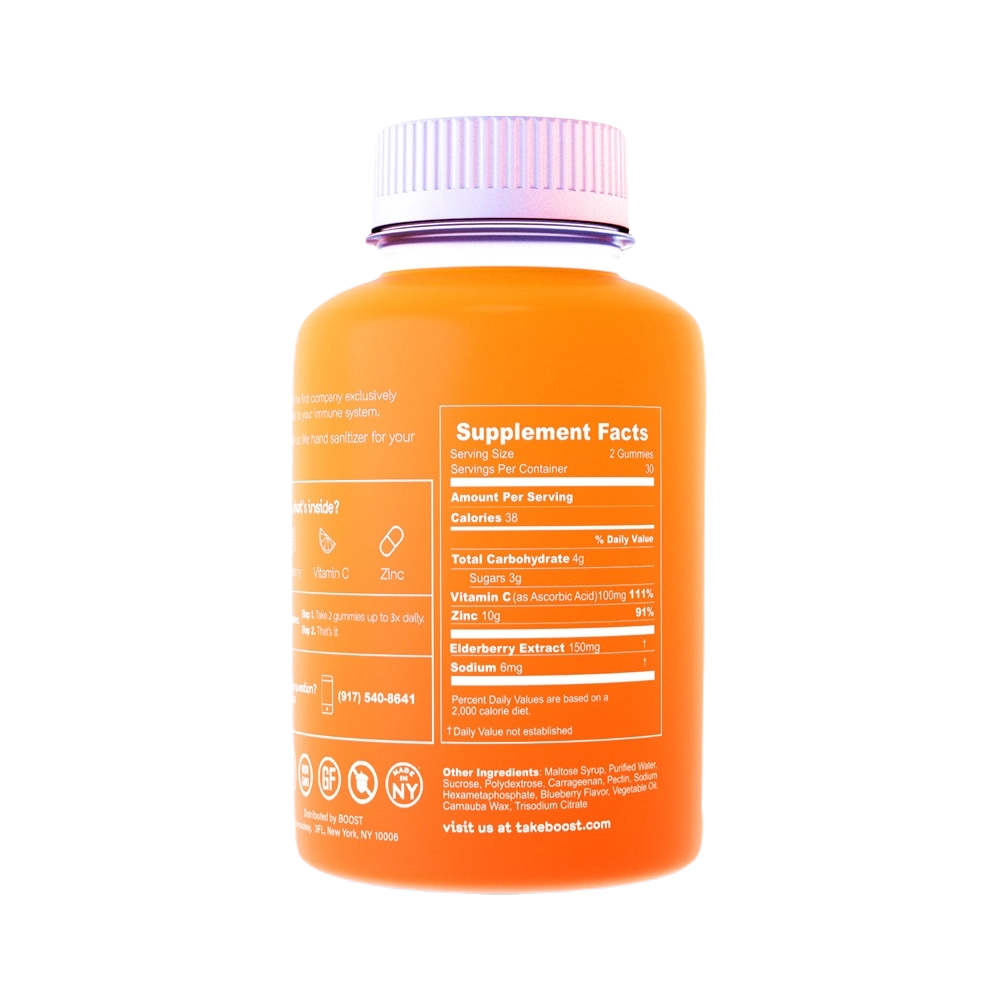 first company exclusively
your immune system.
like hand sanitizer for your
what's inside?
Vitamin C
Zinc
Step 1. Take 2 gummies up to 3x daily.
Step 2. That's it
question?
(917) 540-8641
GF
MADE
IN
NY
Distributed by BOOST
3FL, New York, NY 10006
Supplement Facts
Serving Size 2 Gummies
Servings Per Container 30
Amount Per Serving
Calories 38
% Daily Value
Total Carbohydrate 4g
Sugars 3g
Vitamin C (as Ascorbic Acid)100mg 111%
Zinc 10g 91%
Elderberry Extract 150mg †
Sodium 6mg †
Percent Daily Values are based on a
2,000 calorie diet.
† Daily Value not established
Other Ingredients: Maltose Syrup, Purified Water,
Sucrose, Polydextrose, Carrageenan, Pectin, Sodium
Hexametaphosphate, Blueberry Flavor, Vegetable Oil,
Carnauba Wax, Trisodium Citrate
visit us at takeboost.com